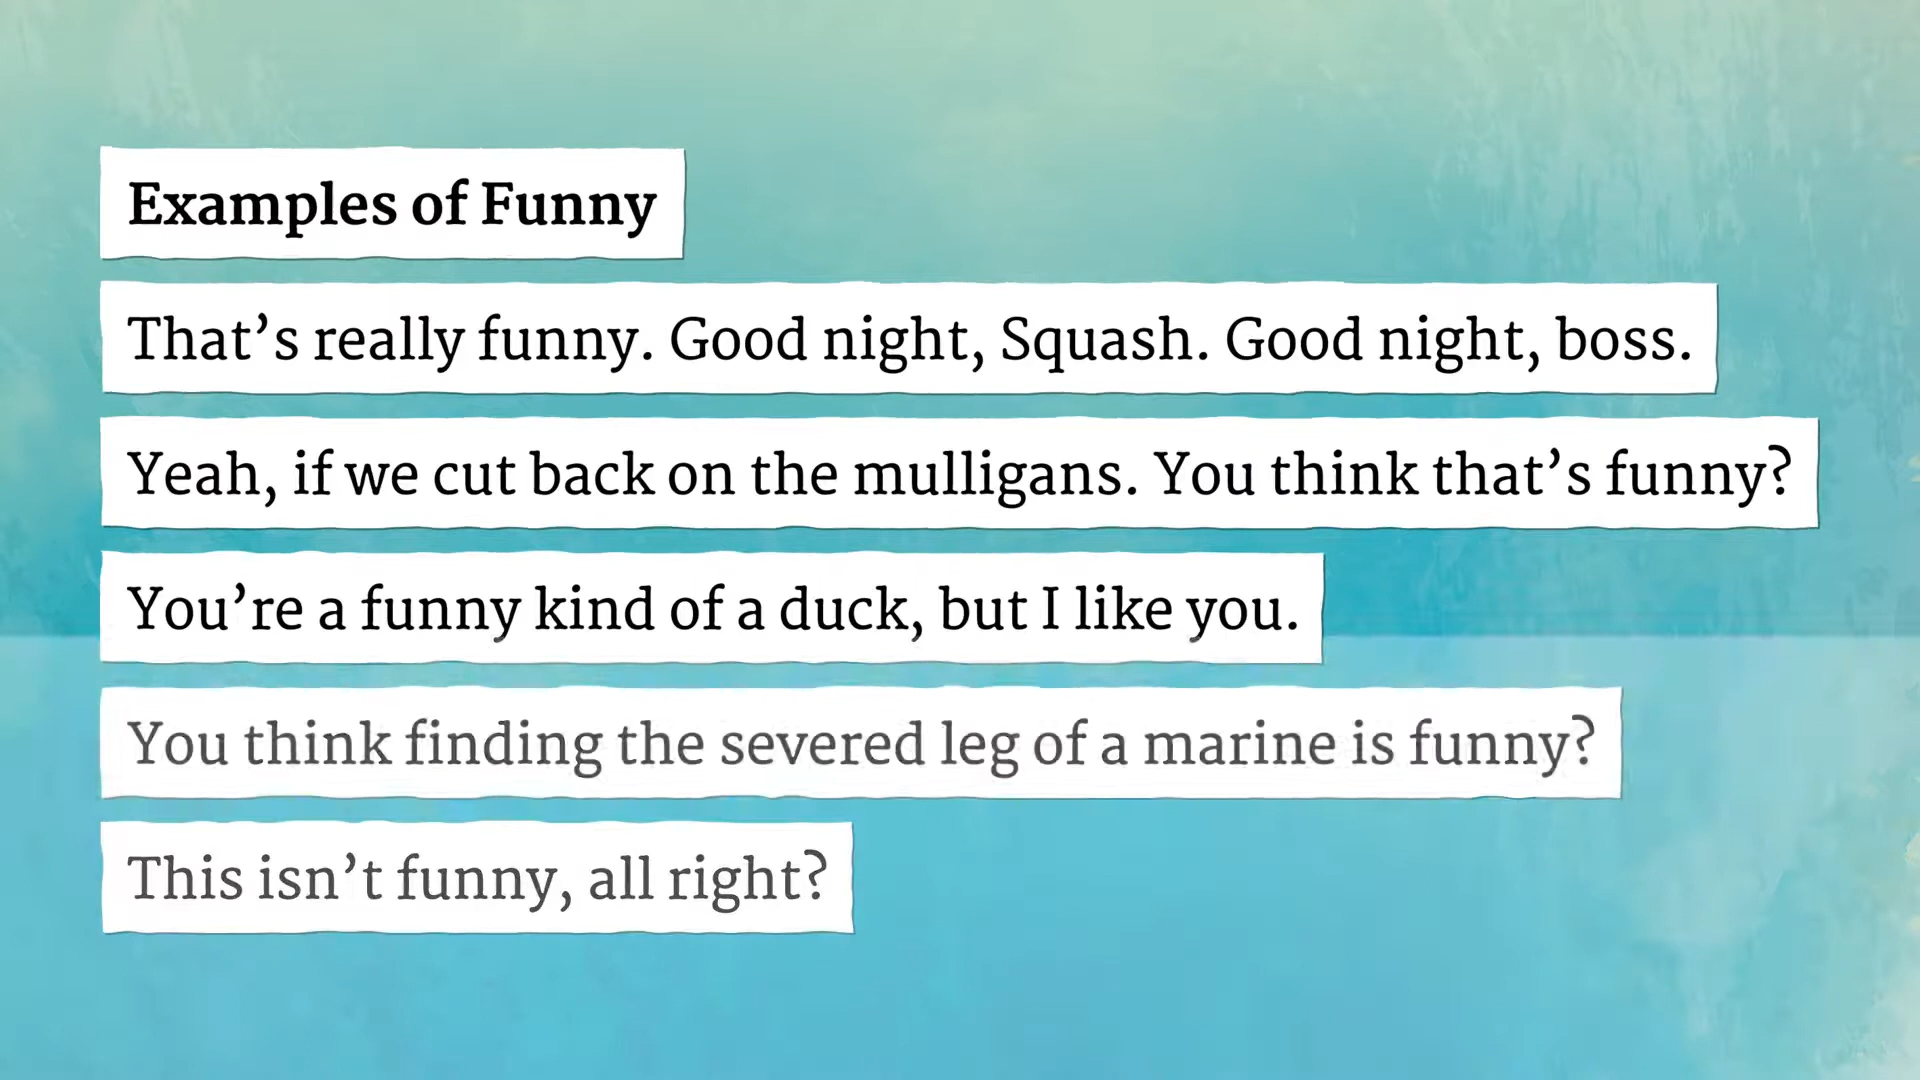 Examples of Funny
That’s really funny. Good night, Squash. Good night, boss.
Yeah, if we cut back on the mulligans. You think that’s funny?
You’re a funny kind of a duck, but I like you.
You think finding the severed leg of a marine is funny?
This isn’t funny, all right?